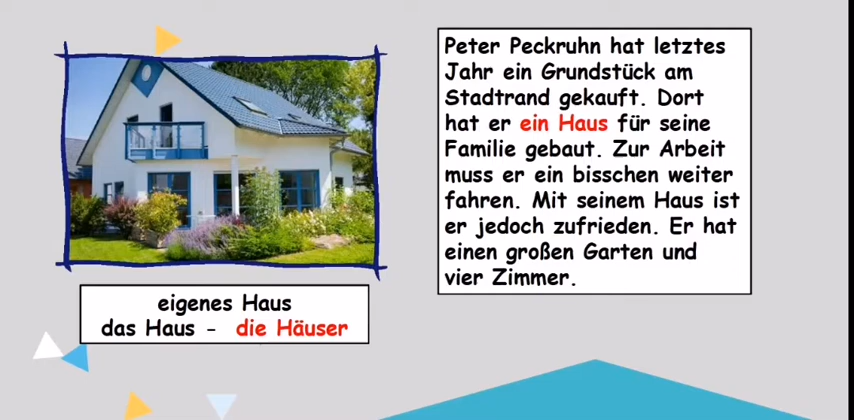 Peter Peckruhn hat letztes
Jahr ein Grundstück am
Stadtrand gekauft. Dort
hat er ein Haus für seine
Familie gebaut. Zur Arbeit
muss er ein bisschen weiter
fahren. Mit seinem Haus ist
er jedoch zufrieden. Er hat
einen großen Garten und
vier Zimmer.
eigenes Haus
das Haus - die Häuser